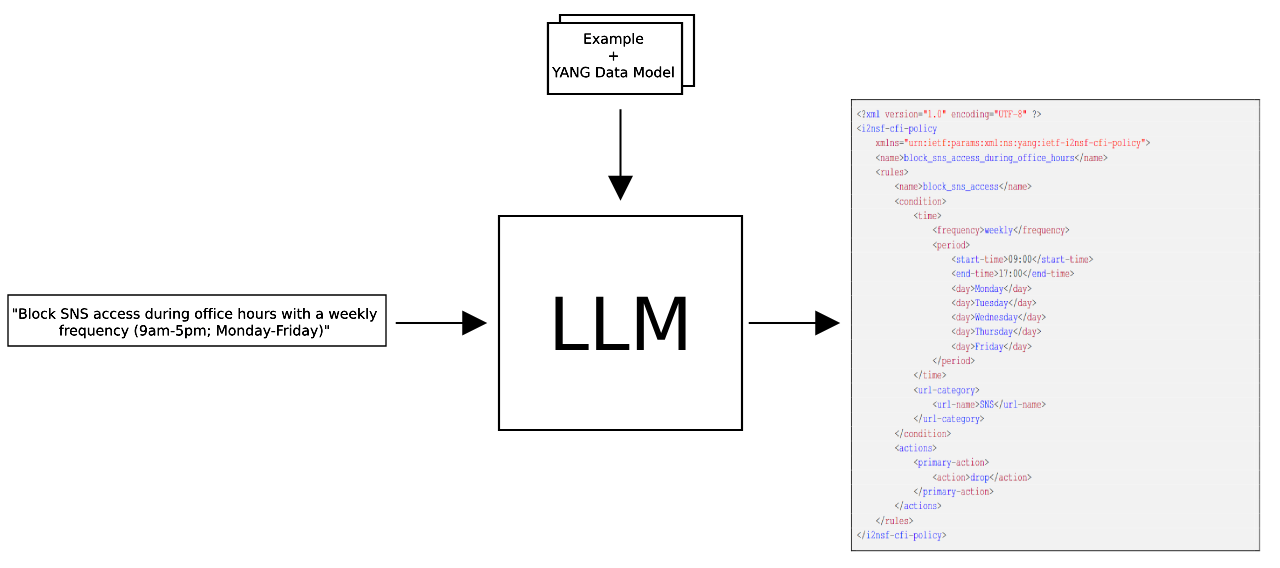 Example
+
YANG Data Model
"Block SNS access during office hours with a weekly
frequency (9am-5pm; Monday-Friday)"
LLM
<?xml version="1.0" encoding="UTF-8" ?>
<i2nsf-cfi-policy
xmlns="urn:ietf:params:xml:ns:yang:ietf-i2nsf-cfi-policy">
<name>block_sns_access_during_office_hours</name>
<rules>
<name>block_sns_access</name>
<condition>
<time>
<frequency>weekly</frequency>
<period>
<start-time>09:00</start-time>
<end-time>17:00</end-time>
<day>Monday</day>
<day>Tuesday</day>
<day>Wednesday</day>
<day>Thursday</day>
<day>Friday</day>
</period>
</time>
<url-category>
<url-name>SNS</url-name>
</url-category>
</condition>
<actions>
<primary-action>
<action>drop</action>
</primary-action>
</actions>
</rules>
</i2nsf-cfi-policy>